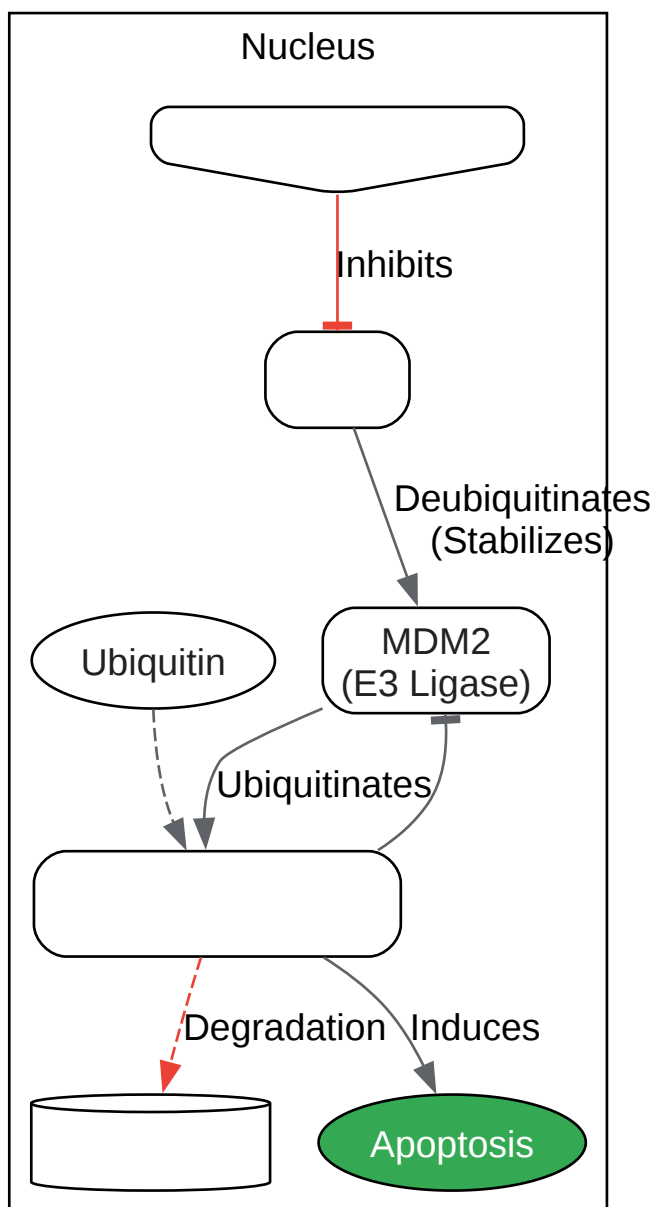 Nucleus
Inhibits
Deubiquitinates
(Stabilizes)
MDM2
(E3 Ligase)
Ubiquitin
Ubiquitinates
Degradation
Induces
Apoptosis